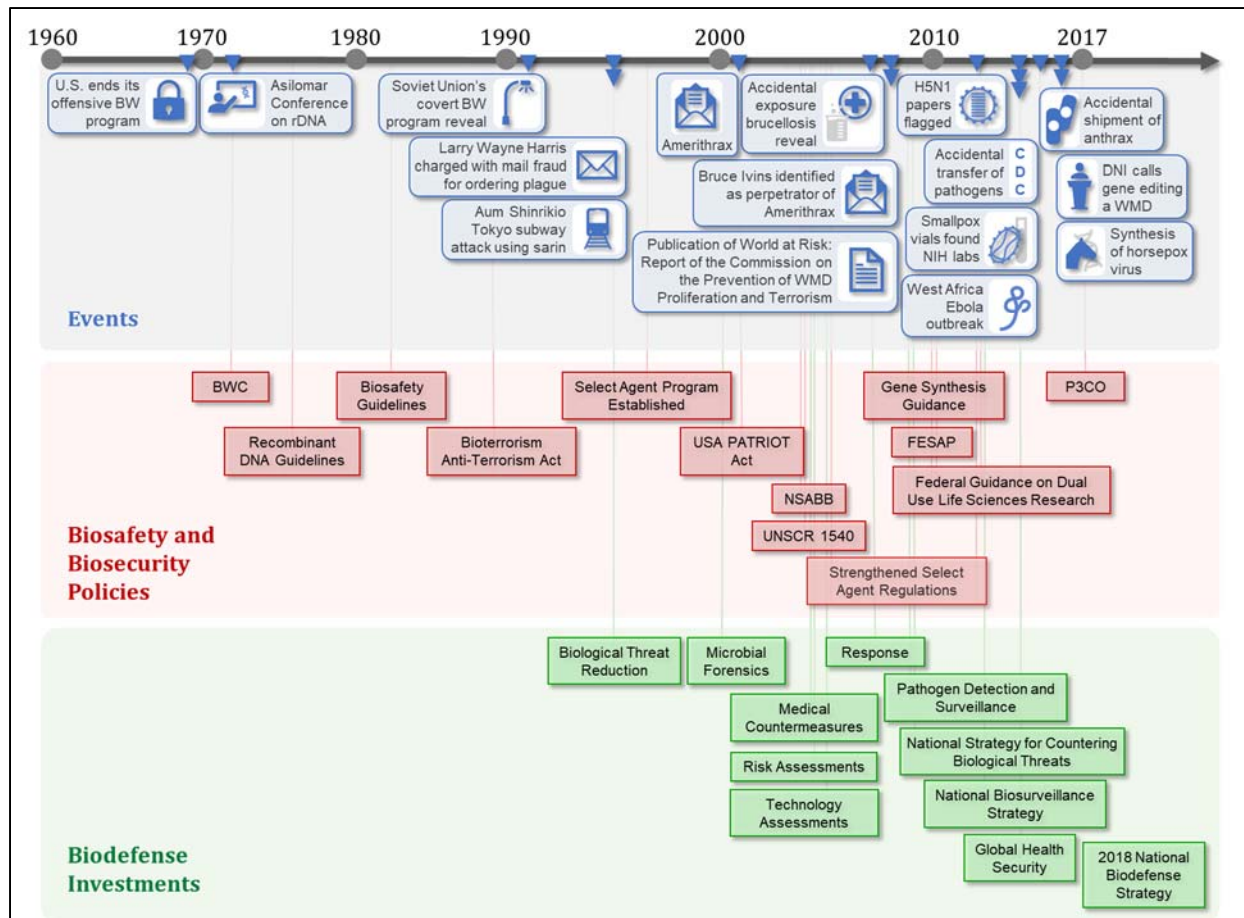 1960 1970 1980 1990 2000 2010 2017
U.S. ends its
offensive BW
program
Asilomar
Conference
on rDNA
Soviet Union's
covert BW
program reveal
Larry Wayne Harris
charged with mail fraud
for ordering plague
Aum Shinrikio
Tokyo subway
attack using sarin
Amerithrax
Accidental
exposure
brucellosis
reveal
Bruce Ivins identified
as perpetrator of
Amerithrax
Publication of World at Risk:
Report of the Commission on
the Prevention of WMD
Proliferation and Terrorism
H5N1
papers
flagged
Accidental
transfer of
pathogens
C
D
C
Smallpox
vials found
NIH labs
West Africa
Ebola
outbreak
Accidental
shipment of
anthrax
DNI calls
gene editing
a WMD
Synthesis
of horsepox
virus
Events
BWC
Biosafety
Guidelines
Select Agent Program
Established
Gene Synthesis
Guidance
P3CO
Recombinant
DNA Guidelines
Bioterrorism
Anti-Terrorism Act
USA PATRIOT
Act
FESAP
NSABB
Federal Guidance on Dual
Use Life Sciences Research
UNSCR 1540
Strengthened Select
Agent Regulations
Biosafety and
Biosecurity
Policies
Biological Threat
Reduction
Microbial
Forensics
Response
Medical
Countermeasures
Pathogen Detection and
Surveillance
Risk Assessments
National Strategy for Countering
Biological Threats
Technology
Assessments
National Biosurveillance
Strategy
Global Health
Security
2018 National
Biodefense
Strategy
Biodefense
Investments